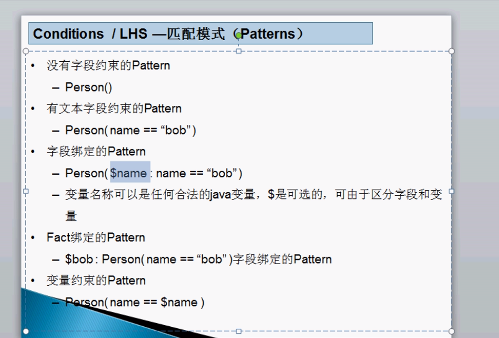 Conditions / LHS —匹配模式（Patterns）
• 没有字段约束的Pattern
– Person()
• 有文本字段约束的Pattern
– Person( name == “bob” )
• 字段绑定的Pattern
– Person( $name : name == “bob” )
– 变量名称可以是任何合法的java变量，$是可选的，可由于区分字段和变
量
• Fact绑定的Pattern
– $bob : Person( name == “bob” )字段绑定的Pattern
• 变量约束的Pattern
– Person( name == $name )